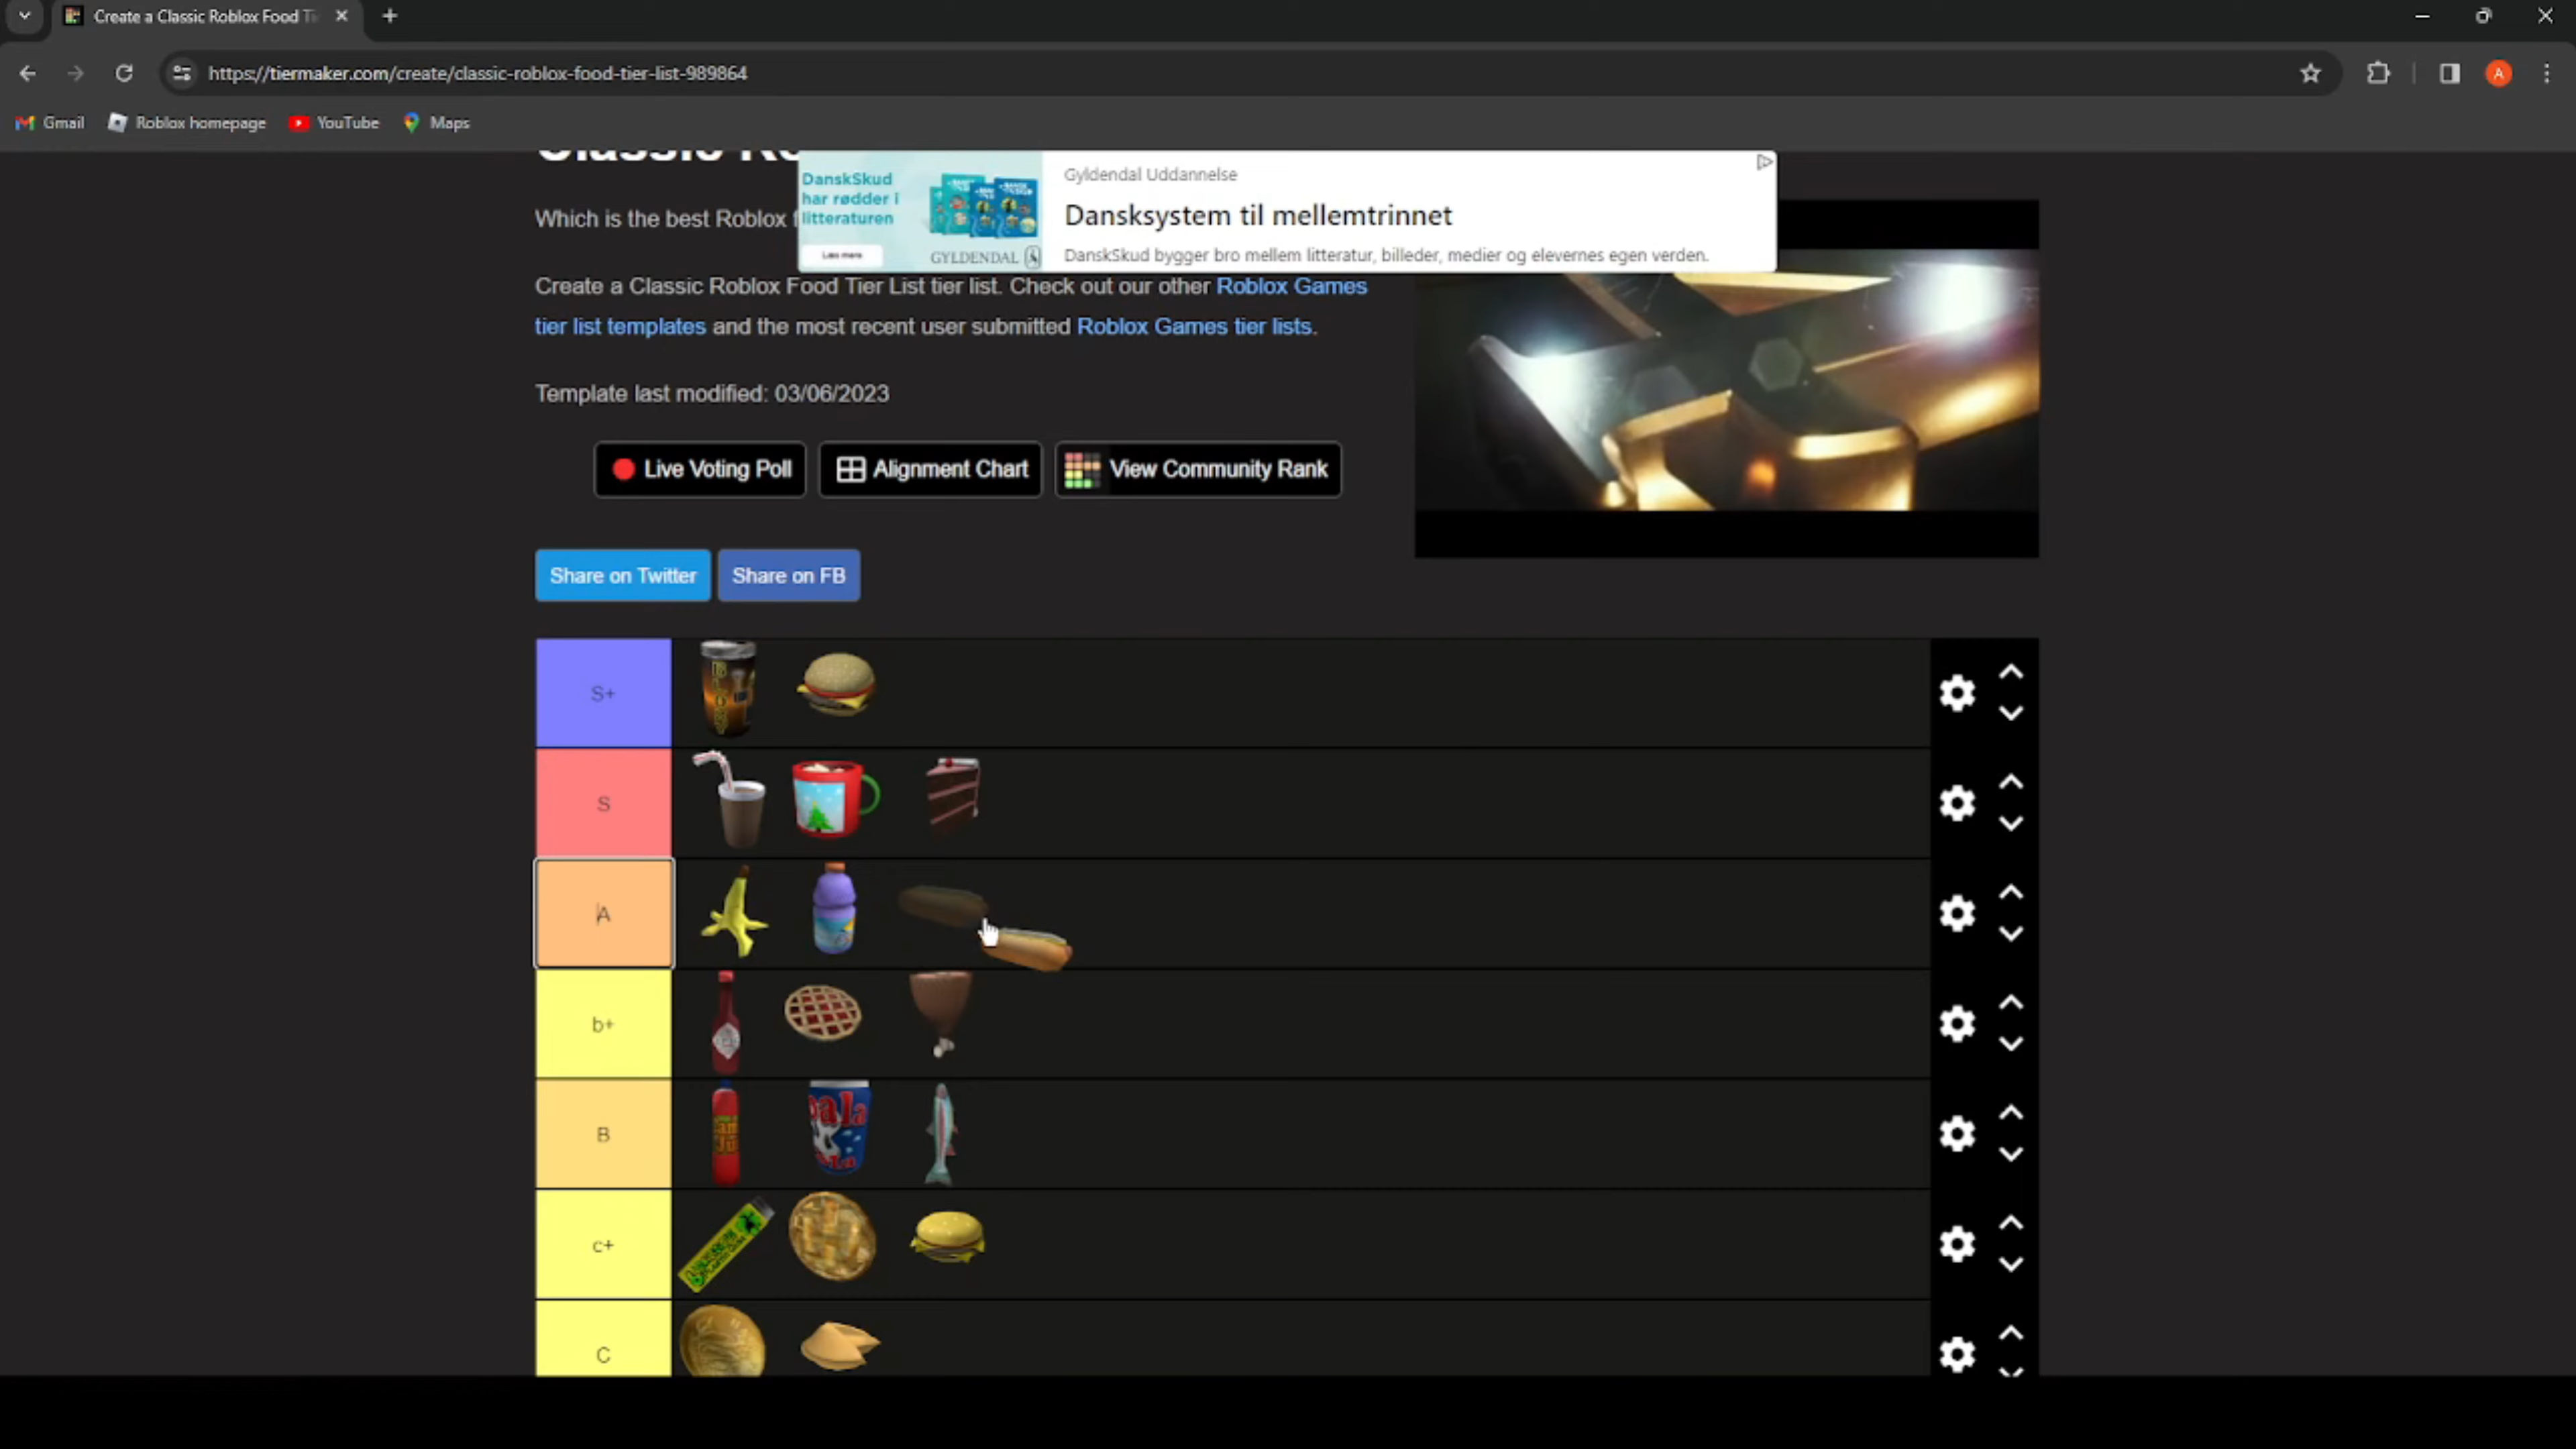 Create a Classic Roblox Food Ti
https://tiermaker.com/create/classic-roblox-food-tier-list-989864
A
Gmail
Roblox homepage
YouTube
Maps
DanskSkud
har rødder i
litteraturen
Læs mere
GYLDENDAL
Gyldendal Uddannelse
Dansksystem til mellemtrinnet
DanskSkud bygger bro mellem litteratur, billeder, medier og elevernes egen verden.
Which is the best Roblox f
Create a Classic Roblox Food Tier List tier list. Check out our other Roblox Games
tier list templates and the most recent user submitted Roblox Games tier lists.
Template last modified: 03/06/2023
Live Voting Poll
Alignment Chart
View Community Rank
Share on Twitter
Share on FB
S+
S
A
b+
B
c+
C